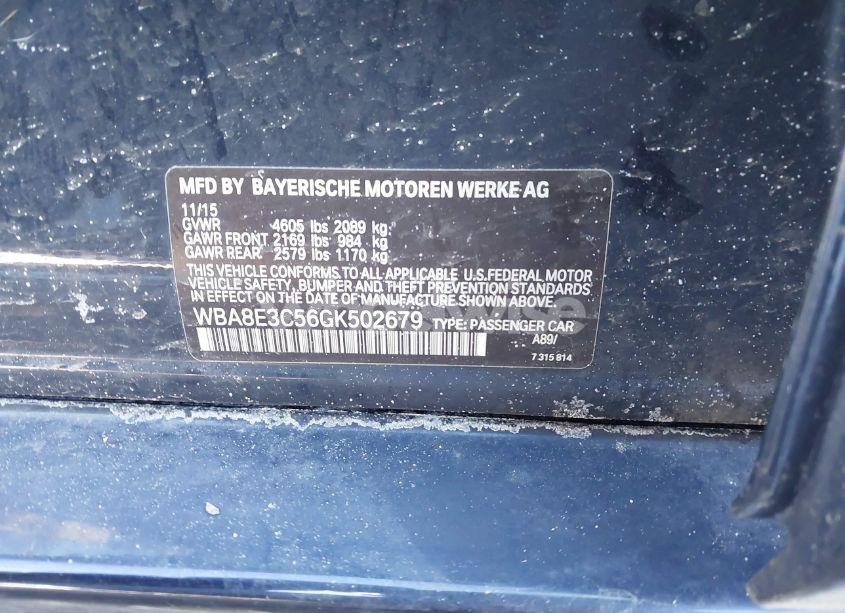 MFD BY BAYERISCHE MOTOREN WERKE AG
11/15
GVWR 4605 lbs 2089 kg
GAWR FRONT 2169 lbs 984 kg
GAWR REAR 2579 lbs 1170 kg
THIS VEHICLE CONFORMS TO ALL APPLICABLE U.S.FEDERAL MOTOR
VEHICLE SAFETY, BUMPER AND THEFT PREVENTION STANDARDS
IN EFFECT ON THE DATE OF MANUFACTURE SHOWN ABOVE.
WBA8E3C56GK502679 TYPE: PASSENGER CAR
A89/
7 315 814